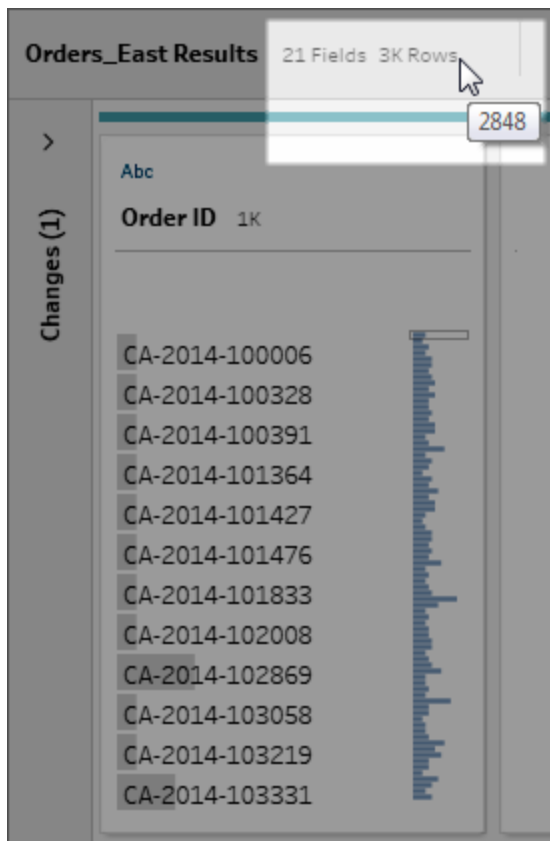 Orders_East Results 21 Fields 3K Rows
2848
Changes (1)
Abc
Order ID 1K
CA-2014-100006
CA-2014-100328
CA-2014-100391
CA-2014-101364
CA-2014-101427
CA-2014-101476
CA-2014-101833
CA-2014-102008
CA-2014-102869
CA-2014-103058
CA-2014-103219
CA-2014-103331